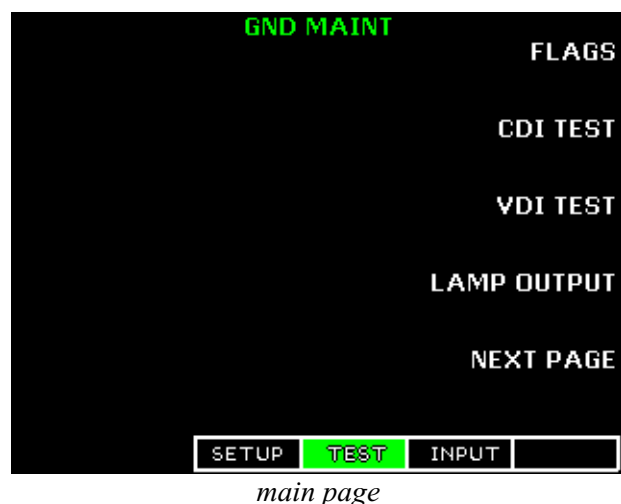 GND MAINT
FLAGS
CDI TEST
VDI TEST
LAMP OUTPUT
NEXT PAGE
SETUP TEST INPUT
main page